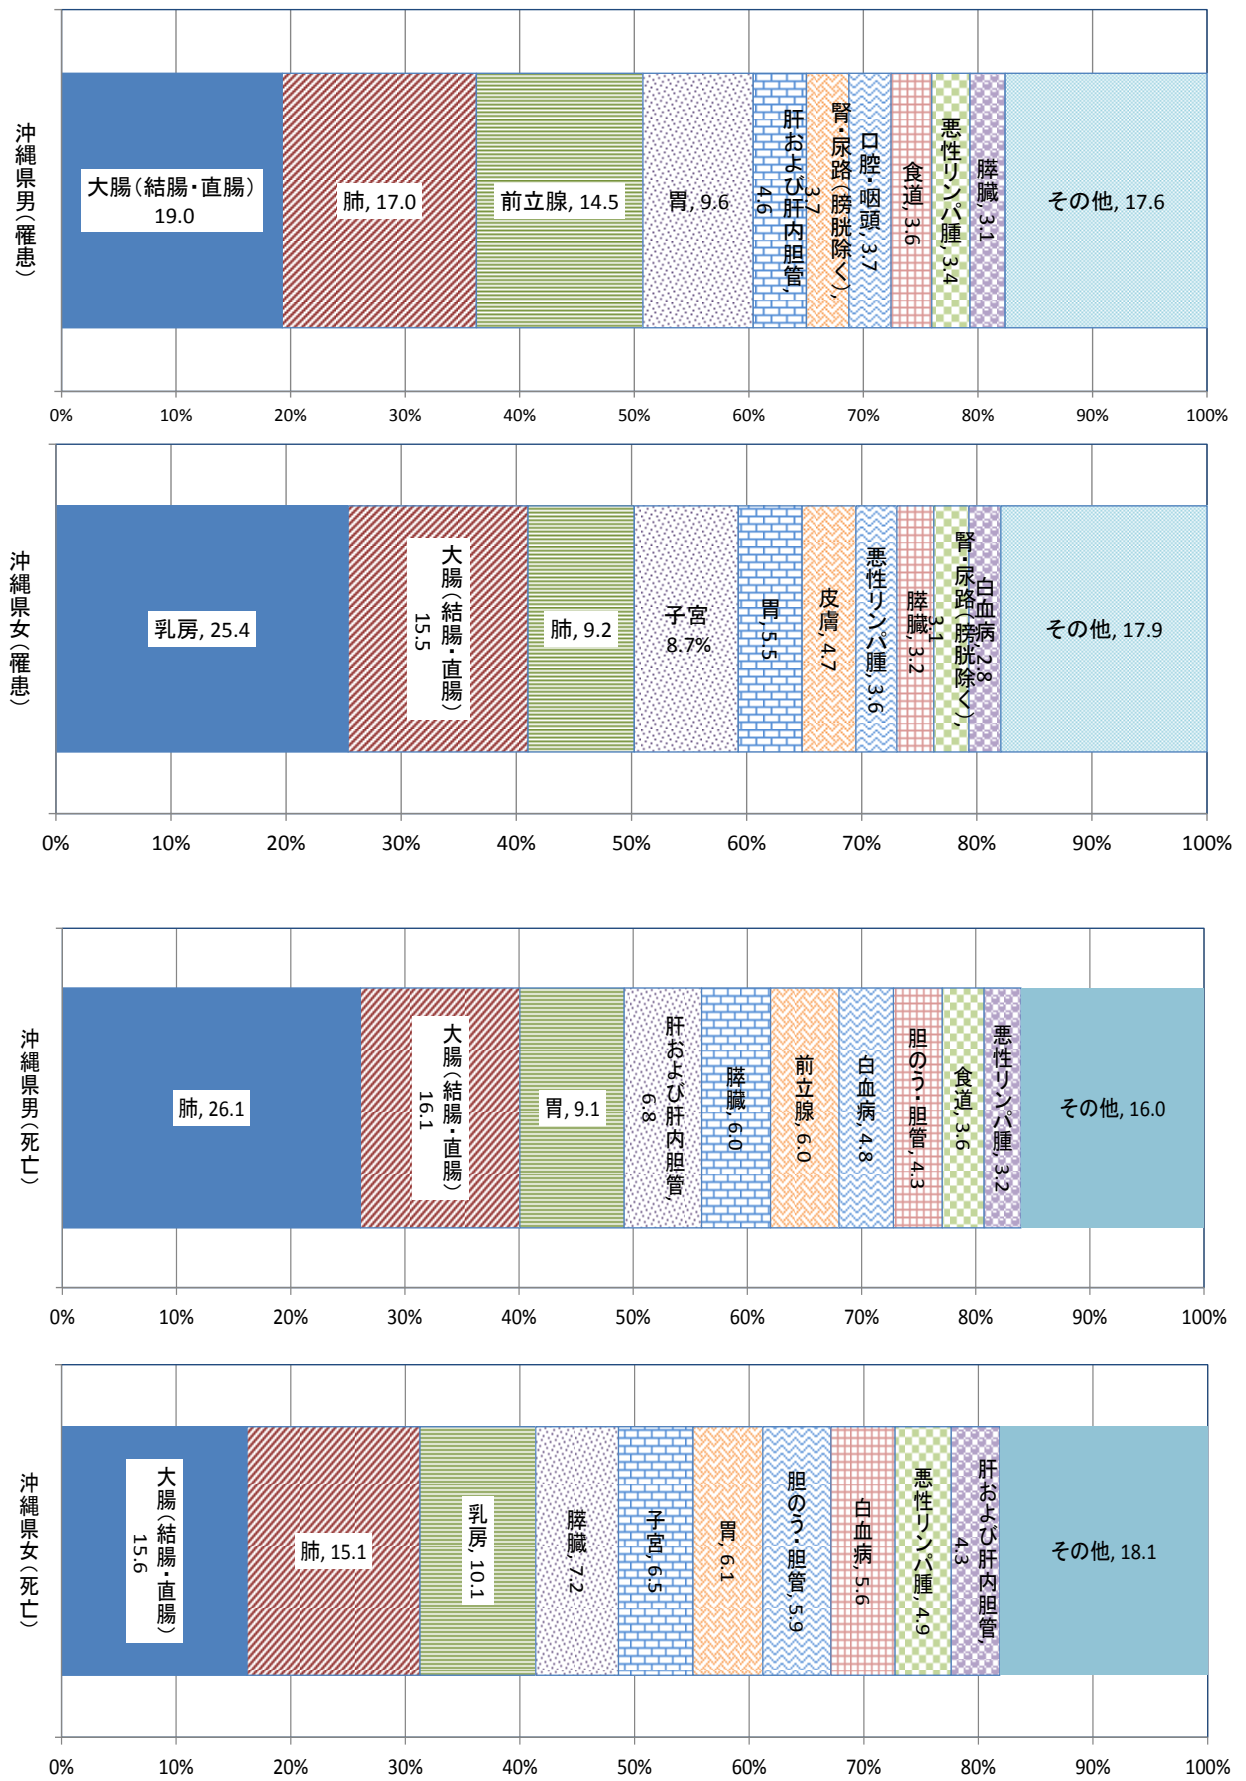 沖縄県男(罹患)
大腸(結腸・直腸)
19.0
肺, 17.0
前立腺, 14.5
胃, 9.6
肝および肝内胆管,
4.6
腎・尿路(膀胱除く),
3.7
口腔・咽頭, 3.7
食道, 3.6
悪性リンパ腫, 3.4
膵臓, 3.1
その他, 17.6
0% 10% 20% 30% 40% 50% 60% 70% 80% 90% 100%
沖縄県女(罹患)
乳房, 25.4
大腸(結腸・直腸)
15.5
肺, 9.2
子宮
8.7%
胃, 5.5
皮膚, 4.7
悪性リンパ腫, 3.6
膵臓, 3.2
腎・尿路(膀胱除く),
3.1
白血病, 2.8
その他, 17.9
0% 10% 20% 30% 40% 50% 60% 70% 80% 90% 100%
沖縄県男(死亡)
肺, 26.1
大腸(結腸・直腸)
16.1
胃, 9.1
肝および肝内胆管,
6.8
膵臓, 6.0
前立腺, 6.0
白血病, 4.8
胆のう・胆管, 4.3
食道, 3.6
悪性リンパ腫, 3.2
その他, 16.0
0% 10% 20% 30% 40% 50% 60% 70% 80% 90% 100%
沖縄県女(死亡)
大腸(結腸・直腸)
15.6
肺, 15.1
乳房, 10.1
膵臓, 7.2
子宮, 6.5
胃, 6.1
胆のう・胆管, 5.9
白血病, 5.6
悪性リンパ腫, 4.9
肝および肝内胆管,
4.3
その他, 18.1
0% 10% 20% 30% 40% 50% 60% 70% 80% 90% 100%